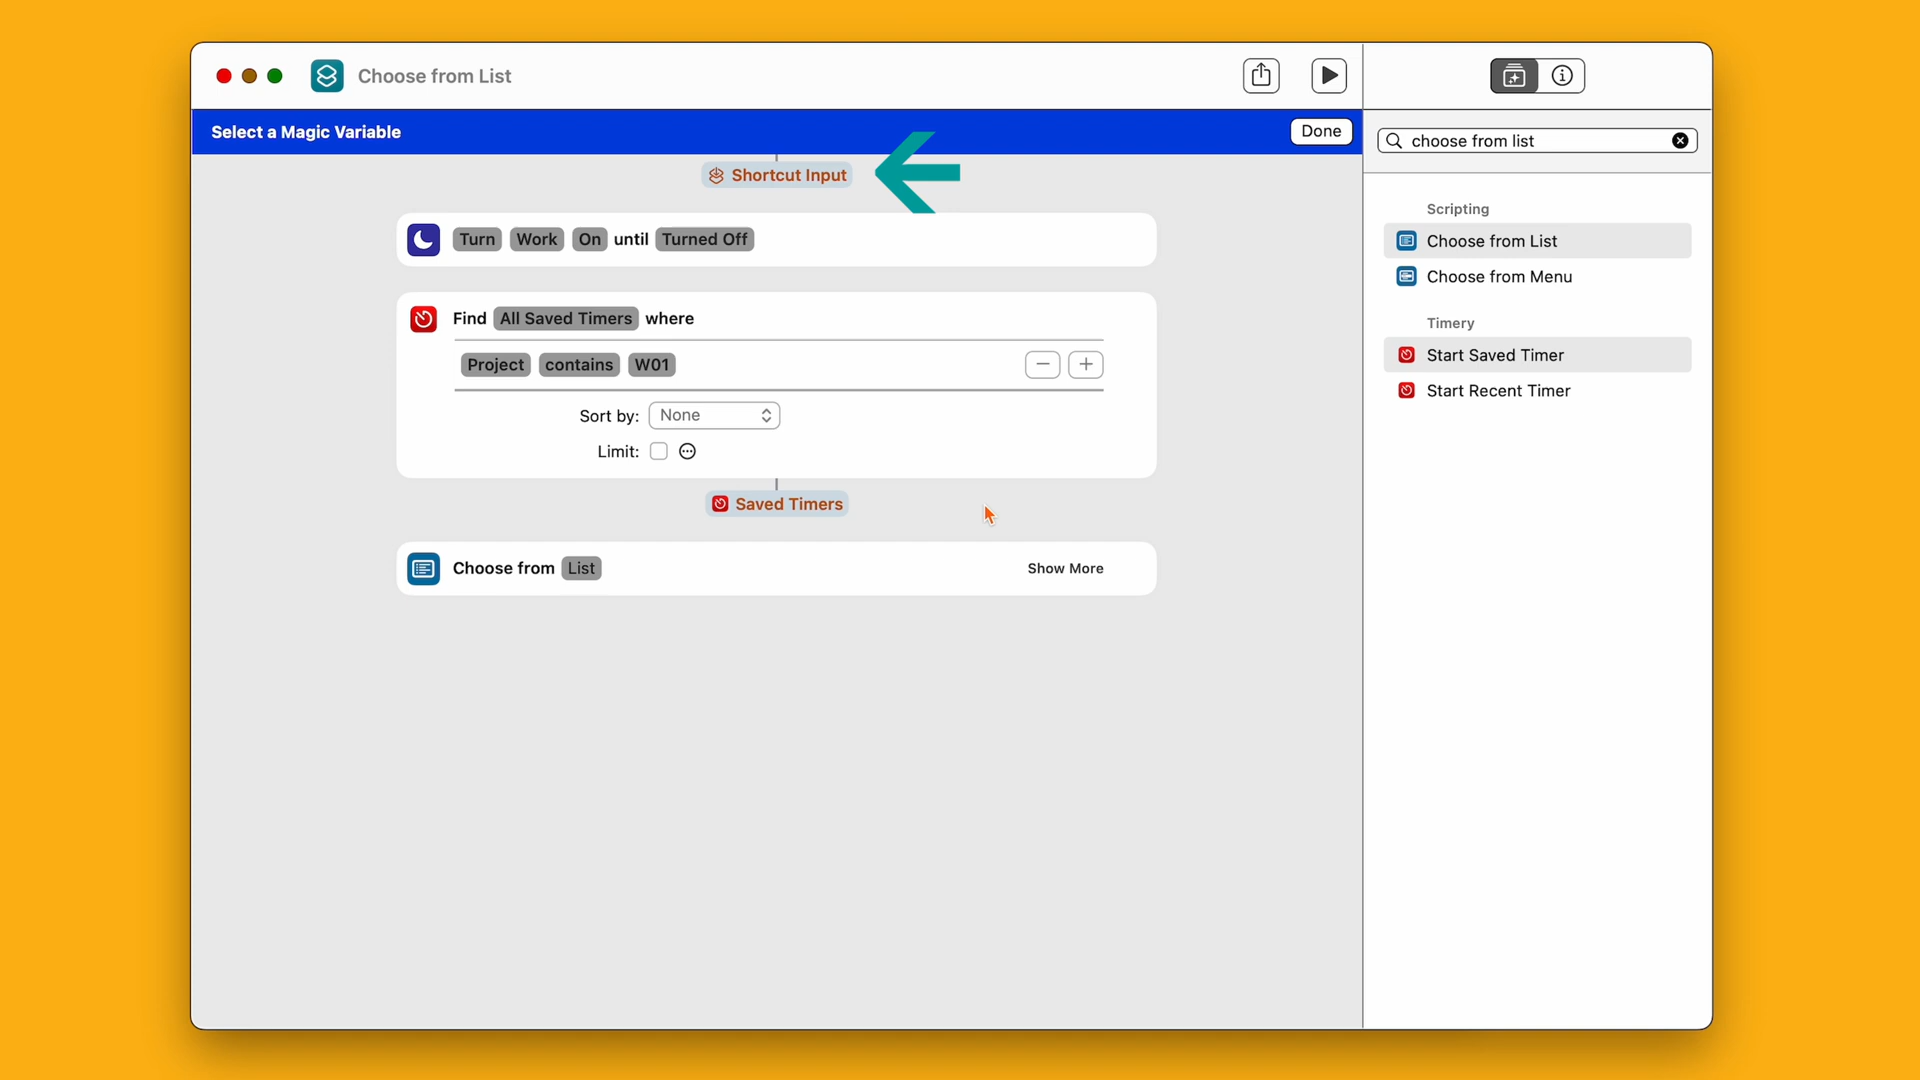 Choose from List
Select a Magic Variable
Done
Shortcut Input
Turn Work On until Turned Off
Find All Saved Timers where
Project contains W01
Sort by: None
Limit:
Saved Timers
Choose from List
Show More
choose from list
Scripting
Choose from List
Choose from Menu
Timery
Start Saved Timer
Start Recent Timer